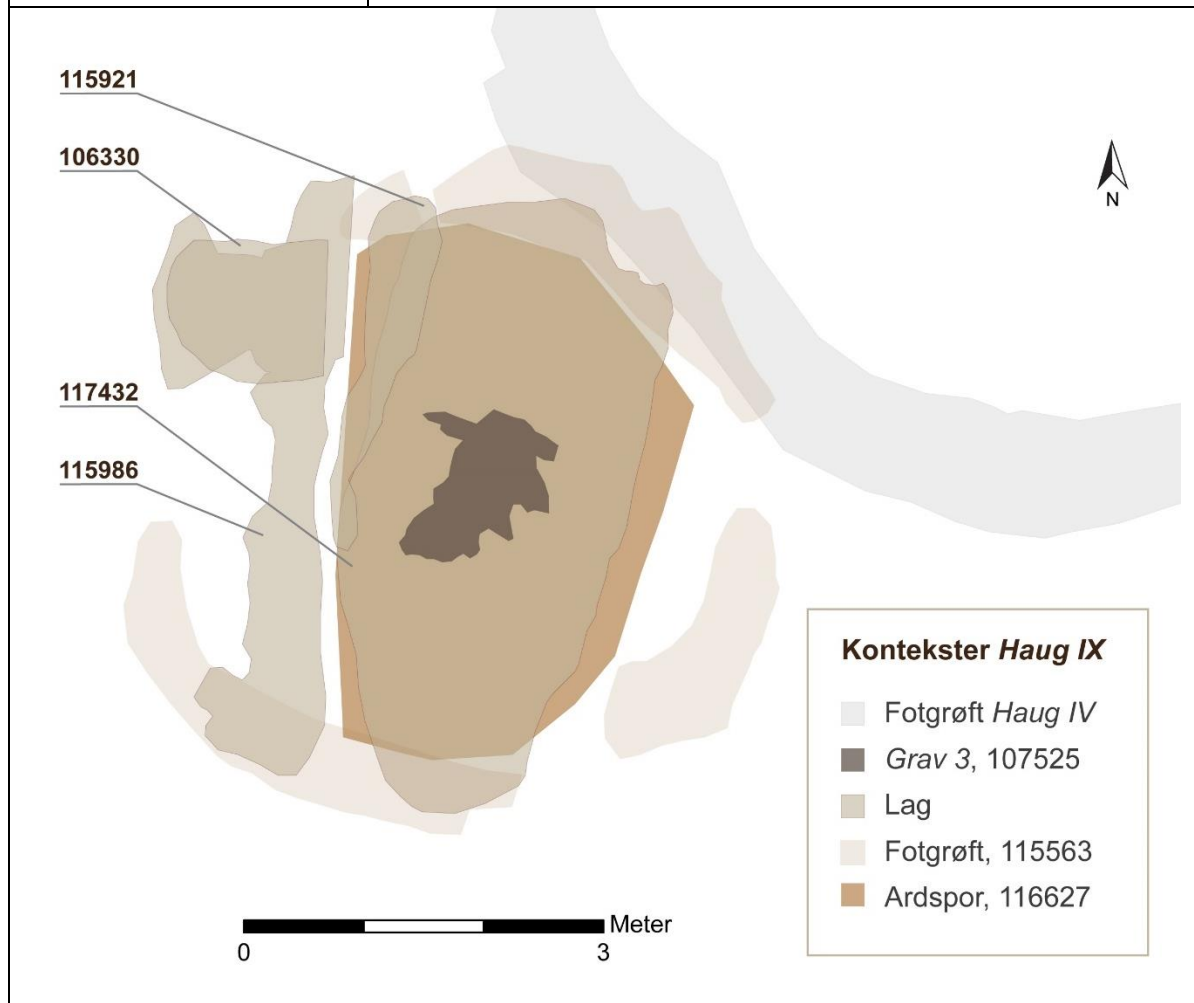 115921
106330
N
117432
115986
Kontekster Haug IX
Fotgrøft Haug IV
Grav 3, 107525
Lag
Fotgrøft, 115563
Ardspor, 116627
Meter
0 3